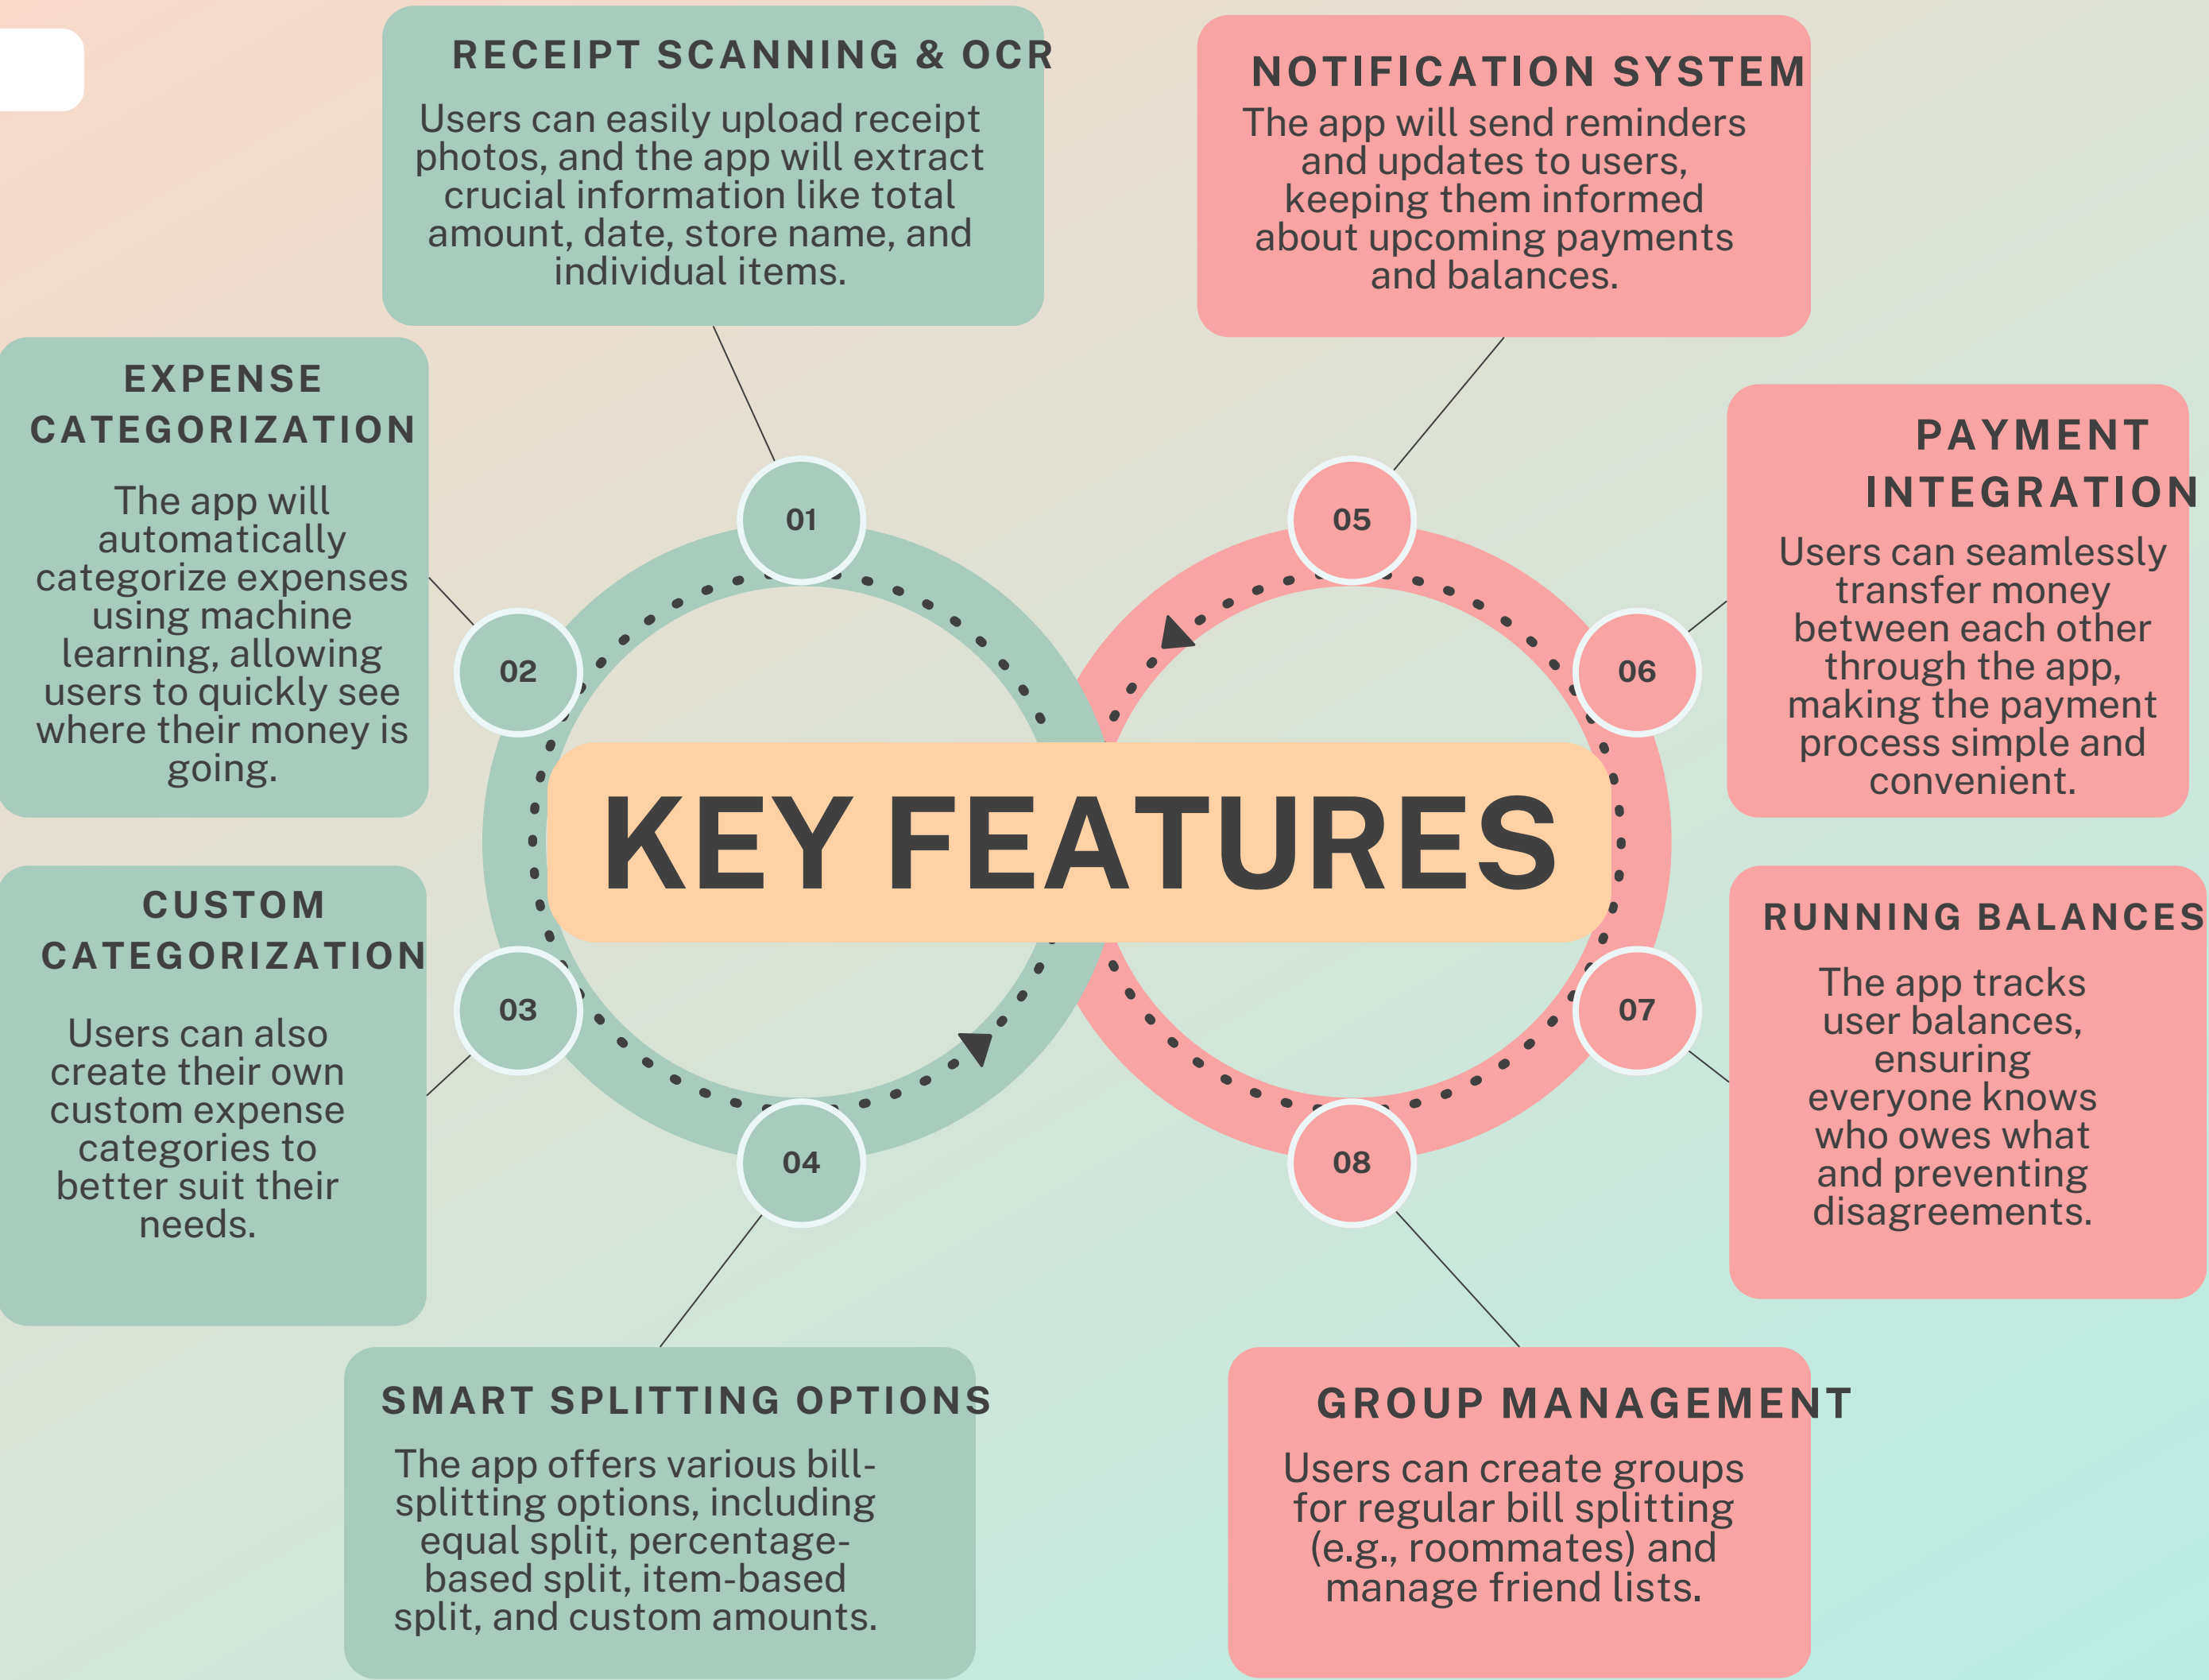 RECEIPT SCANNING & OCR
Users can easily upload receipt
photos, and the app will extract
crucial information like total
amount, date, store name, and
individual items.
NOTIFICATION SYSTEM
The app will send reminders
and updates to users,
keeping them informed
about upcoming payments
and balances.
EXPENSE
CATEGORIZATION
The app will
automatically
categorize expenses
using machine
learning, allowing
users to quickly see
where their money is
going.
PAYMENT
INTEGRATION
Users can seamlessly
transfer money
between each other
through the app,
making the payment
process simple and
convenient.
01
05
02
06
KEY FEATURES
03
07
04
08
CUSTOM
CATEGORIZATION
Users can also
create their own
custom expense
categories to
better suit their
needs.
RUNNING BALANCES
The app tracks
user balances,
ensuring
everyone knows
who owes what
and preventing
disagreements.
SMART SPLITTING OPTIONS
The app offers various bill-
splitting options, including
equal split, percentage-
based split, item-based
split, and custom amounts.
GROUP MANAGEMENT
Users can create groups
for regular bill splitting
(e.g., roommates) and
manage friend lists.